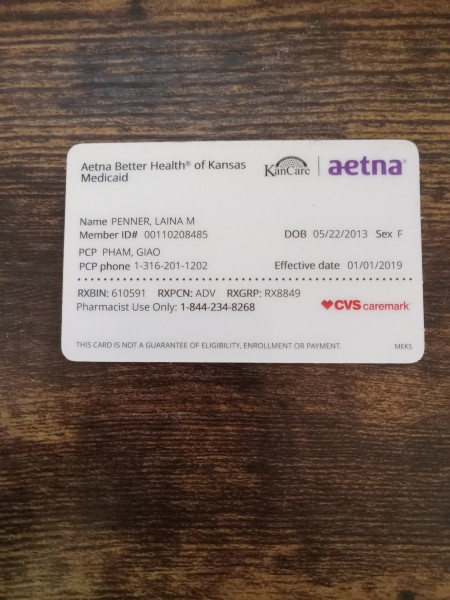 Aetna Better Health® of Kansas
Medicaid
KanCare | aetna®
Name PENNER, LAINA M
Member ID# 00110208485 DOB 05/22/2013 Sex F
PCP PHAM, GIAO
PCP phone 1-316-201-1202 Effective date 01/01/2019
RXBIN: 610591 RXPCN: ADV RXGRP: RX8849
Pharmacist Use Only: 1-844-234-8268 CVS caremark
THIS CARD IS NOT A GUARANTEE OF ELIGIBILITY, ENROLLMENT OR PAYMENT. MEKS